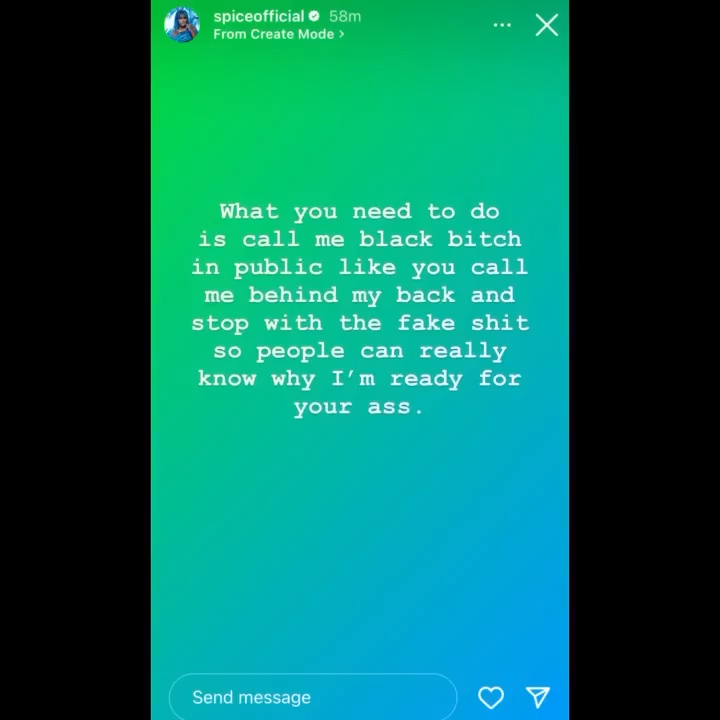 spiceofficial 58m
From Create Mode >
What you need to do
is call me black bitch
in public like you call
me behind my back and
stop with the fake shit
so people can really
know why I’m ready for
your ass.
Send message